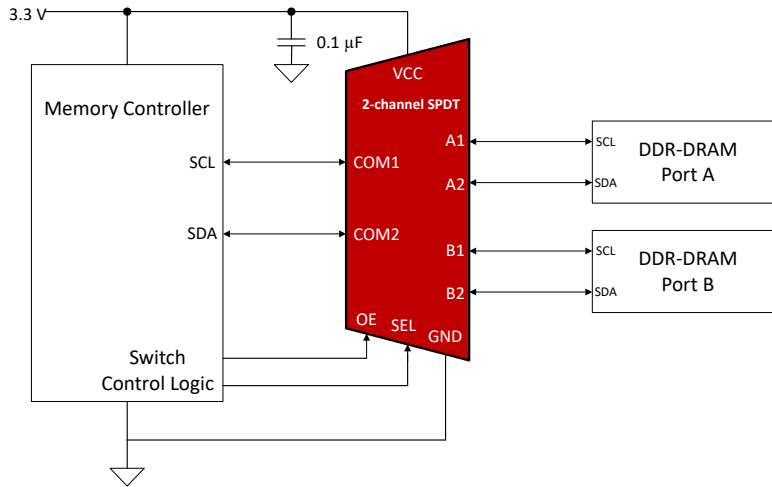 3.3 V
0.1 μF
VCC
Memory Controller
2-channel SPDT
SCL
COM1
A1
A2
SCL
SDA
DDR-DRAM
Port A
SDA
COM2
B1
B2
SCL
SDA
DDR-DRAM
Port B
OE
SEL
GND
Switch
Control Logic